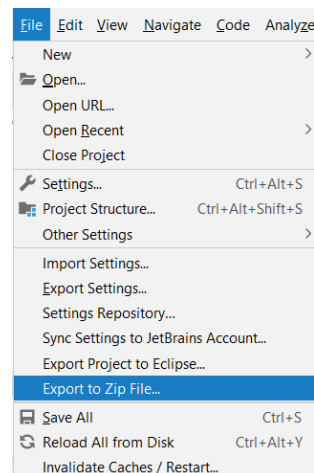 File Edit View Navigate Code Analyze
New
Open...
Open URL...
Open Recent
Close Project
Settings... Ctrl+Alt+S
Project Structure... Ctrl+Alt+Shift+S
Other Settings
Import Settings...
Export Settings...
Settings Repository...
Sync Settings to JetBrains Account...
Export Project to Eclipse...
Export to Zip File...
Save All Ctrl+S
Reload All from Disk Ctrl+Alt+Y
Invalidate Caches / Restart...